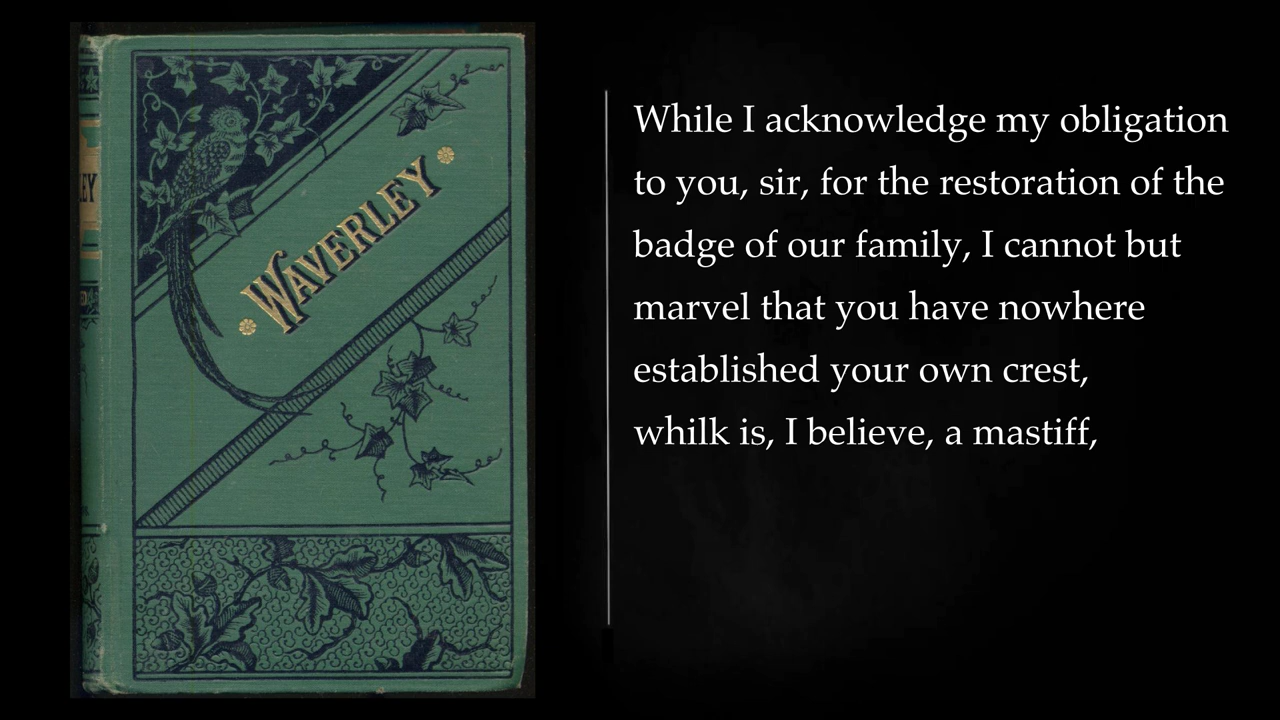 WAVERLEY
While I acknowledge my obligation
to you, sir, for the restoration of the
badge of our family, I cannot but
marvel that you have nowhere
established your own crest,
whilk is, I believe, a mastiff,